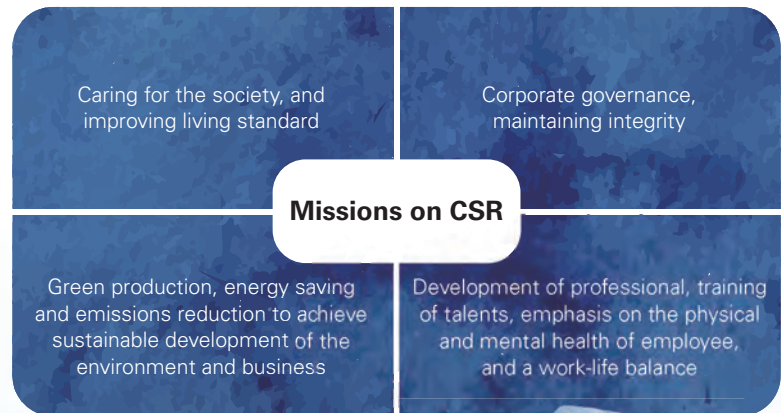 Caring for the society, and
improving living standard
Corporate governance,
maintaining integrity
Missions on CSR
Green production, energy saving
and emissions reduction to achieve
sustainable development of the
environment and business
Development of professional, training
of talents, emphasis on the physical
and mental health of employee,
and a work-life balance